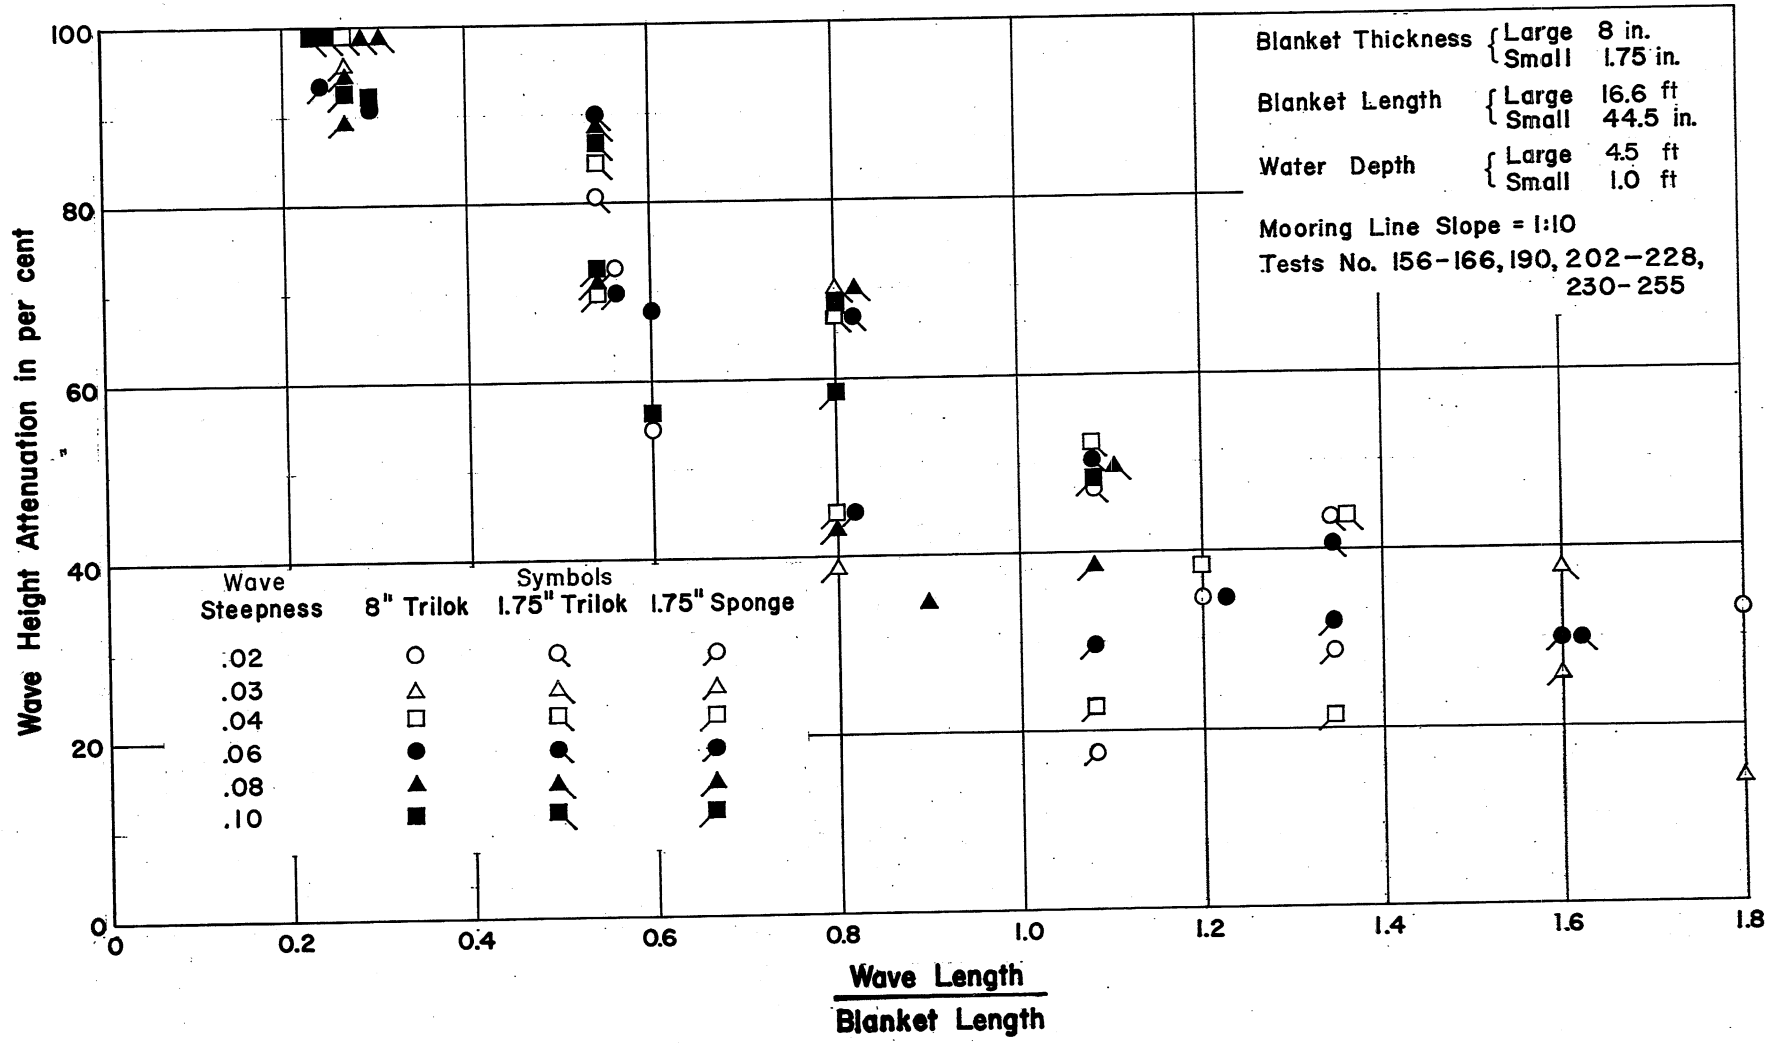 100
80
60
40
20
0
Wave Height Attenuation in per cent
Blanket Thickness { Large 8 in.
Small 1.75 in.
Blanket Length { Large 16.6 ft
Small 44.5 in.
Water Depth { Large 4.5 ft
Small 1.0 ft
Mooring Line Slope = 1:10
Tests No. 156-166, 190, 202-228,
230-255
Wave Symbols
Steepness 8" Trilok 1.75" Trilok 1.75" Sponge
.02
.03
.04
.06
.08
.10
0 0.2 0.4 0.6 0.8 1.0 1.2 1.4 1.6 1.8
Wave Length
Blanket Length